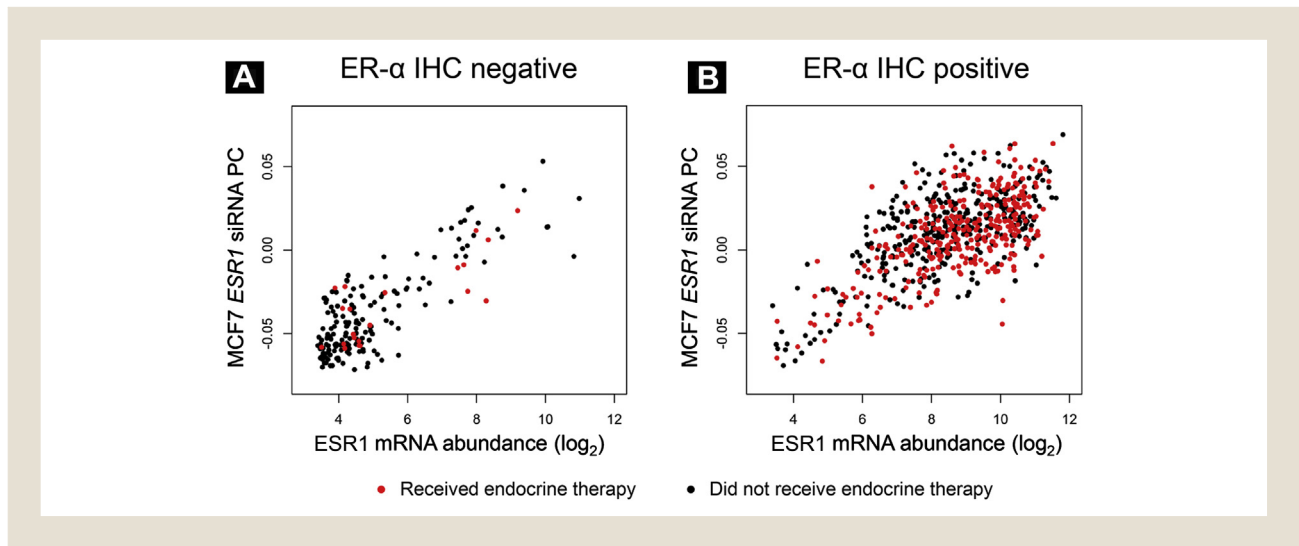 A ER-α IHC negative
MCF7 ESR1 siRNA PC
0.05
0.00
-0.05
4 6 8 10 12
ESR1 mRNA abundance (log2)
B ER-α IHC positive
MCF7 ESR1 siRNA PC
0.05
0.00
-0.05
4 6 8 10 12
ESR1 mRNA abundance (log2)
Received endocrine therapy
Did not receive endocrine therapy